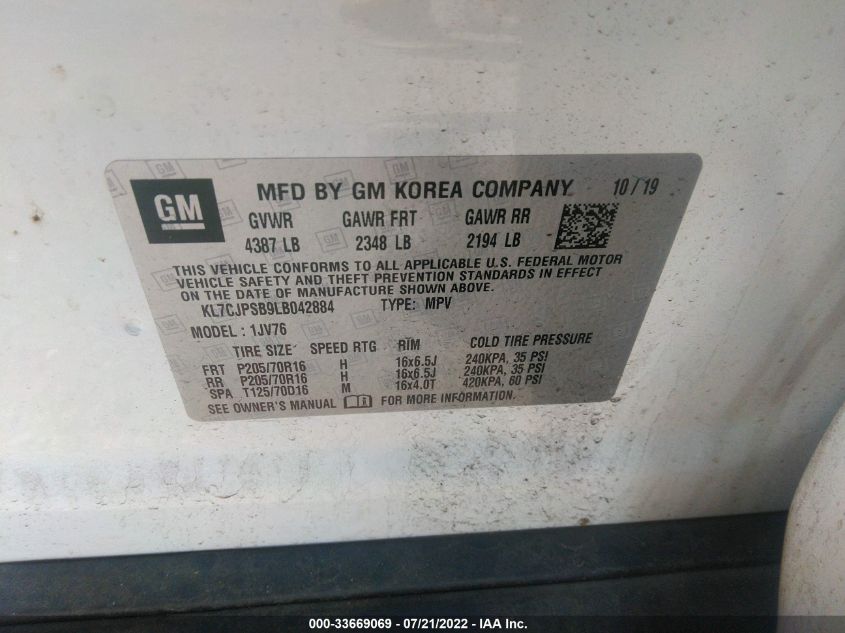 GM MFD BY GM KOREA COMPANY 10/19
GVWR GAWR FRT GAWR RR
4387 LB 2348 LB 2194 LB
THIS VEHICLE CONFORMS TO ALL APPLICABLE U.S. FEDERAL MOTOR
VEHICLE SAFETY AND THEFT PREVENTION STANDARDS IN EFFECT
ON THE DATE OF MANUFACTURE SHOWN ABOVE.
KL7CJPSB9LB042884 TYPE: MPV
MODEL: 1JV76
TIRE SIZE SPEED RTG RIM COLD TIRE PRESSURE
FRT P205/70R16 H 16x6.5J 240KPA, 35 PSI
RR P205/70R16 H 16x6.5J 240KPA, 35 PSI
SPA T125/70D16 M 16x4.0T 420KPA, 60 PSI
SEE OWNER'S MANUAL FOR MORE INFORMATION.
000-33669069 - 07/21/2022 - IAA Inc.